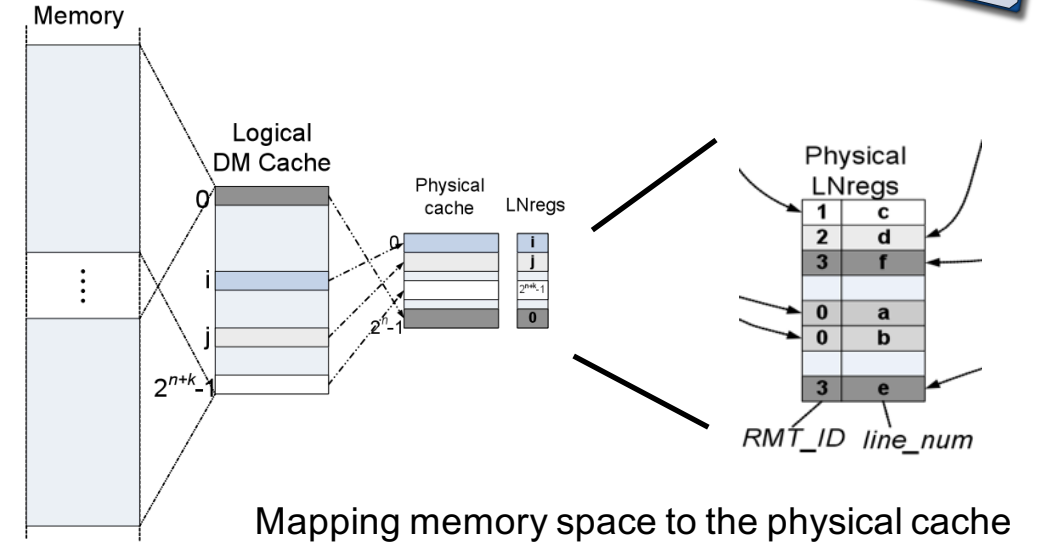 Memory
Logical
DM Cache
0
i
j
2^{n+k}-1
Physical
cache
LNregs
0
2^n-1
i
j
2^{n+k}-1
0
Physical
LNregs
1 c
2 d
3 f
0 a
0 b
3 e
RMT_ID line_num
Mapping memory space to the physical cache